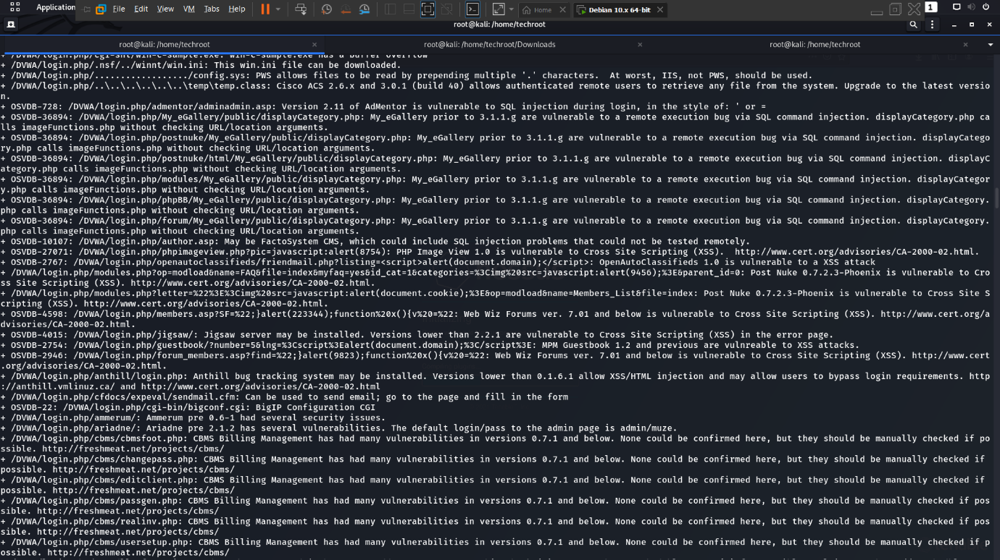 Application
File Edit View VM Tabs Help
Home
Debian 10.x 64-bit
1
root@kali: /home/techroot
root@kali: /home/techroot
root@kali: /home/techroot/Downloads
root@kali: /home/techroot
+ /DVWA/login.php/cgi-shl/win-c-sample.exe: win-c-sample.exe has a buffer overflow
+ /DVWA/login.php/.nsf/../winnt/win.ini: This win.ini file can be downloaded.
+ /DVWA/login.php/................../config.sys: PWS allows files to be read by prepending multiple '.' characters.  At worst, IIS, not PWS, should be used.
+ /DVWA/login.php/..\..\..\..\..\..\temp\temp.class: Cisco ACS 2.6.x and 3.0.1 (build 40) allows authenticated remote users to retrieve any file from the system. Upgrade to the latest versio
n.
+ OSVDB-728: /DVWA/login.php/admentor/adminadmin.asp: Version 2.11 of AdMentor is vulnerable to SQL injection during login, in the style of: ' or =
+ OSVDB-36894: /DVWA/login.php/My_eGallery/public/displayCategory.php: My_eGallery prior to 3.1.1.g are vulnerable to a remote execution bug via SQL command injection. displayCategory.php ca
lls imageFunctions.php without checking URL/location arguments.
+ OSVDB-36894: /DVWA/login.php/postnuke/My_eGallery/public/displayCategory.php: My_eGallery prior to 3.1.1.g are vulnerable to a remote execution bug via SQL command injection. displayCatego
ry.php calls imageFunctions.php without checking URL/location arguments.
+ OSVDB-36894: /DVWA/login.php/postnuke/html/My_eGallery/public/displayCategory.php: My_eGallery prior to 3.1.1.g are vulnerable to a remote execution bug via SQL command injection. displayC
ategory.php calls imageFunctions.php without checking URL/location arguments.
+ OSVDB-36894: /DVWA/login.php/modules/My_eGallery/public/displayCategory.php: My_eGallery prior to 3.1.1.g are vulnerable to a remote execution bug via SQL command injection. displayCategor
y.php calls imageFunctions.php without checking URL/location arguments.
+ OSVDB-36894: /DVWA/login.php/phpBB/My_eGallery/public/displayCategory.php: My_eGallery prior to 3.1.1.g are vulnerable to a remote execution bug via SQL command injection. displayCategory.
php calls imageFunctions.php without checking URL/location arguments.
+ OSVDB-36894: /DVWA/login.php/forum/My_eGallery/public/displayCategory.php: My_eGallery prior to 3.1.1.g are vulnerable to a remote execution bug via SQL command injection. displayCategory.
php calls imageFunctions.php without checking URL/location arguments.
+ OSVDB-10107: /DVWA/login.php/author.asp: May be FactoSystem CMS, which could include SQL injection problems that could not be tested remotely.
+ OSVDB-27071: /DVWA/login.php/phpimageview.php?pic=javascript:alert(8754): PHP Image View 1.0 is vulnerable to Cross Site Scripting (XSS).  http://www.cert.org/advisories/CA-2000-02.html.
+ OSVDB-2767: /DVWA/login.php/openautoclassifieds/friendmail.php?listing=<script>alert(document.domain);</script>: OpenAutoClassifieds 1.0 is vulnerable to a XSS attack
+ /DVWA/login.php/modules.php?op=modload&name=FAQ&file=index&myfaq=yes&id_cat=1&categories=%3Cimg%20src=javascript:alert(9456);%3E&parent_id=0: Post Nuke 0.7.2.3-Phoenix is vulnerable to Cro
ss Site Scripting (XSS). http://www.cert.org/advisories/CA-2000-02.html.
+ /DVWA/login.php/modules.php?letter=%22%3E%3Cimg%20src=javascript:alert(document.cookie);%3E&op=modload&name=Members_List&file=index: Post Nuke 0.7.2.3-Phoenix is vulnerable to Cross Site S
cripting (XSS). http://www.cert.org/advisories/CA-2000-02.html.
+ OSVDB-4598: /DVWA/login.php/members.asp?SF=%22;}alert(223344);function%20x(){v%20=%22: Web Wiz Forums ver. 7.01 and below is vulnerable to Cross Site Scripting (XSS). http://www.cert.org/a
dvisories/CA-2000-02.html.
+ OSVDB-4015: /DVWA/login.php/jigsaw/: Jigsaw server may be installed. Versions lower than 2.2.1 are vulnerable to Cross Site Scripting (XSS) in the error page.
+ OSVDB-2754: /DVWA/login.php/guestbook/?number=5&lng=%3Cscript%3Ealert(document.domain);%3C/script%3E: MPM Guestbook 1.2 and previous are vulnreable to XSS attacks.
+ OSVDB-2946: /DVWA/login.php/forum_members.asp?find=%22;}alert(9823);function%20x(){v%20=%22: Web Wiz Forums ver. 7.01 and below is vulnerable to Cross Site Scripting (XSS). http://www.cert
.org/advisories/CA-2000-02.html.
+ /DVWA/login.php/anthill/login.php: Anthill bug tracking system may be installed. Versions lower than 0.1.6.1 allow XSS/HTML injection and may allow users to bypass login requirements. http
://anthill.vmlinuz.ca/ and http://www.cert.org/advisories/CA-2000-02.html
+ /DVWA/login.php/cfdocs/expeval/sendmail.cfm: Can be used to send email; go to the page and fill in the form
+ OSVDB-22: /DVWA/login.php/cgi-bin/bigconf.cgi: BigIP Configuration CGI
+ /DVWA/login.php/ammerum/: Ammerum pre 0.6-1 had several security issues.
+ /DVWA/login.php/ariadne/: Ariadne pre 2.1.2 has several vulnerabilities. The default login/pass to the admin page is admin/muze.
+ /DVWA/login.php/cbms/cbmsfoot.php: CBMS Billing Management has had many vulnerabilities in versions 0.7.1 and below. None could be confirmed here, but they should be manually checked if po
ssible. http://freshmeat.net/projects/cbms/
+ /DVWA/login.php/cbms/changepass.php: CBMS Billing Management has had many vulnerabilities in versions 0.7.1 and below. None could be confirmed here, but they should be manually checked if
possible. http://freshmeat.net/projects/cbms/
+ /DVWA/login.php/cbms/editclient.php: CBMS Billing Management has had many vulnerabilities in versions 0.7.1 and below. None could be confirmed here, but they should be manually checked if
possible. http://freshmeat.net/projects/cbms/
+ /DVWA/login.php/cbms/passgen.php: CBMS Billing Management has had many vulnerabilities in versions 0.7.1 and below. None could be confirmed here, but they should be manually checked if pos
sible. http://freshmeat.net/projects/cbms/
+ /DVWA/login.php/cbms/realinv.php: CBMS Billing Management has had many vulnerabilities in versions 0.7.1 and below. None could be confirmed here, but they should be manually checked if pos
sible. http://freshmeat.net/projects/cbms/
+ /DVWA/login.php/cbms/usersetup.php: CBMS Billing Management has had many vulnerabilities in versions 0.7.1 and below. None could be confirmed here, but they should be manually checked if p
ossible. http://freshmeat.net/projects/cbms/